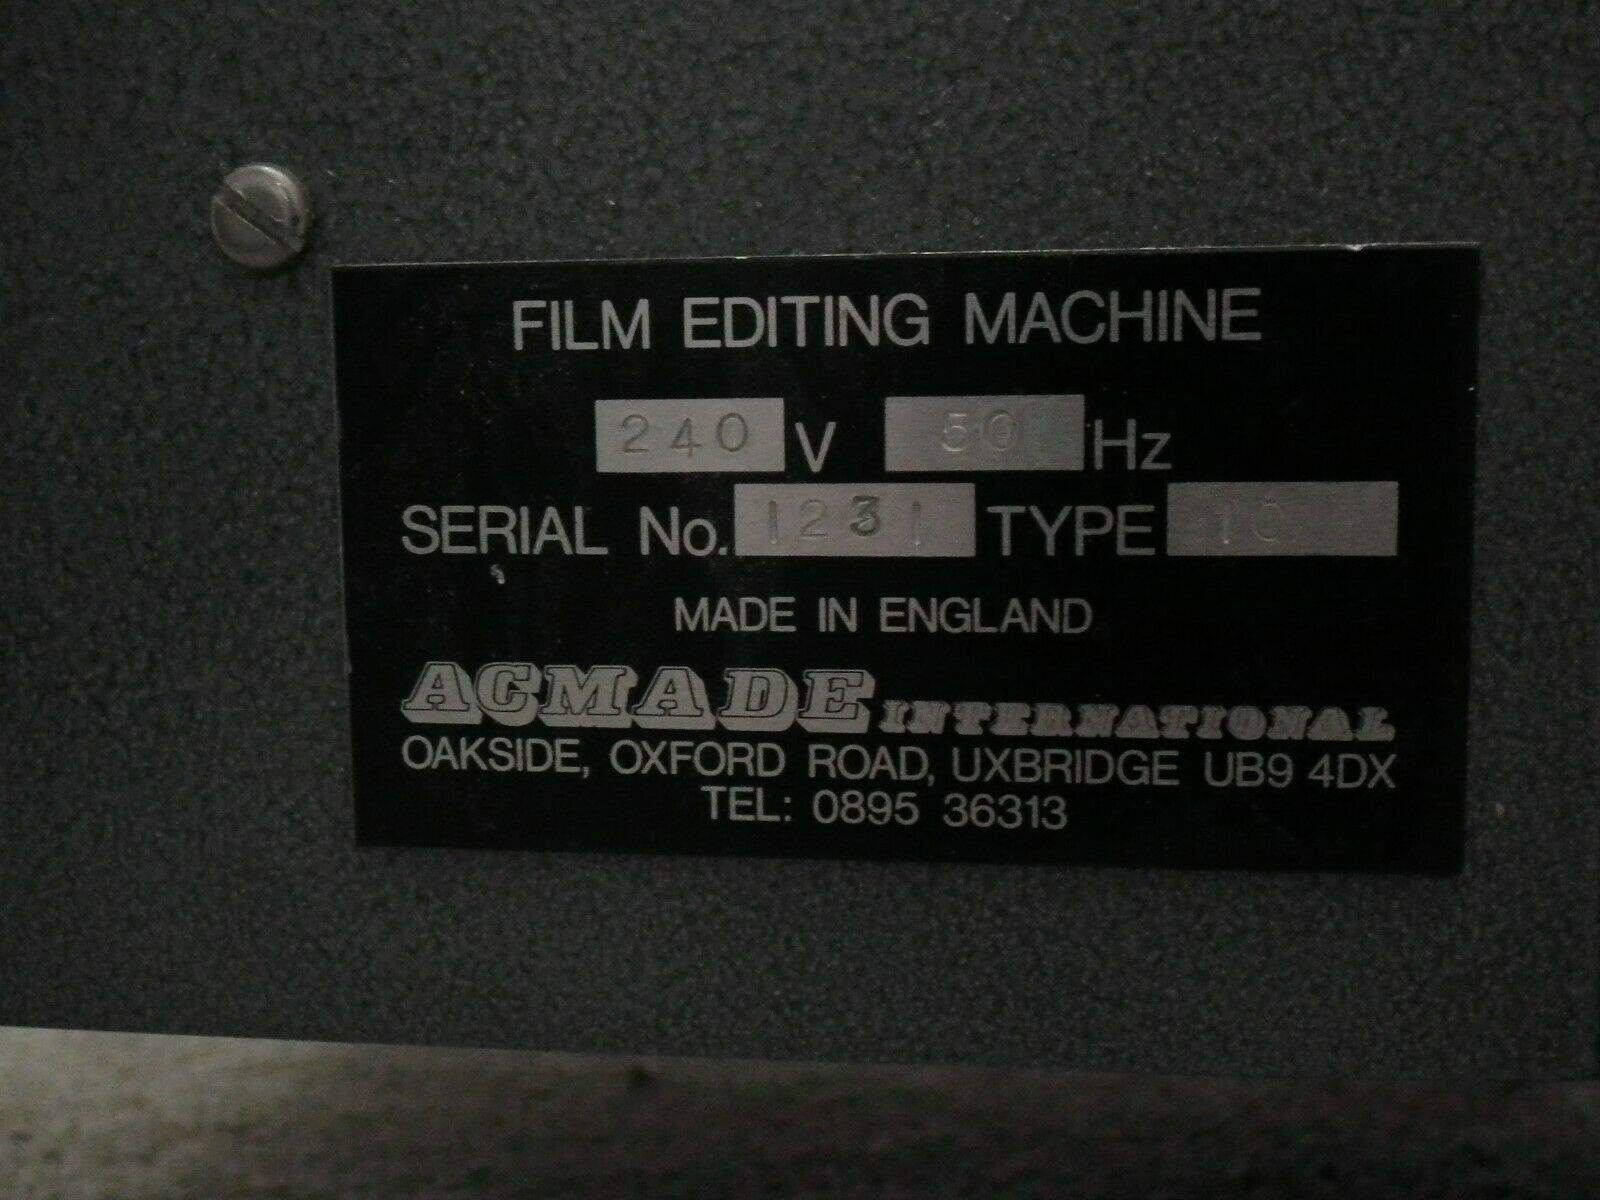 FILM EDITING MACHINE
240 V 50 Hz
SERIAL No. 1231 TYPE 10
MADE IN ENGLAND
ACMADE INTERNATIONAL
OAKSIDE, OXFORD ROAD, UXBRIDGE UB9 4DX
TEL: 0895 36313